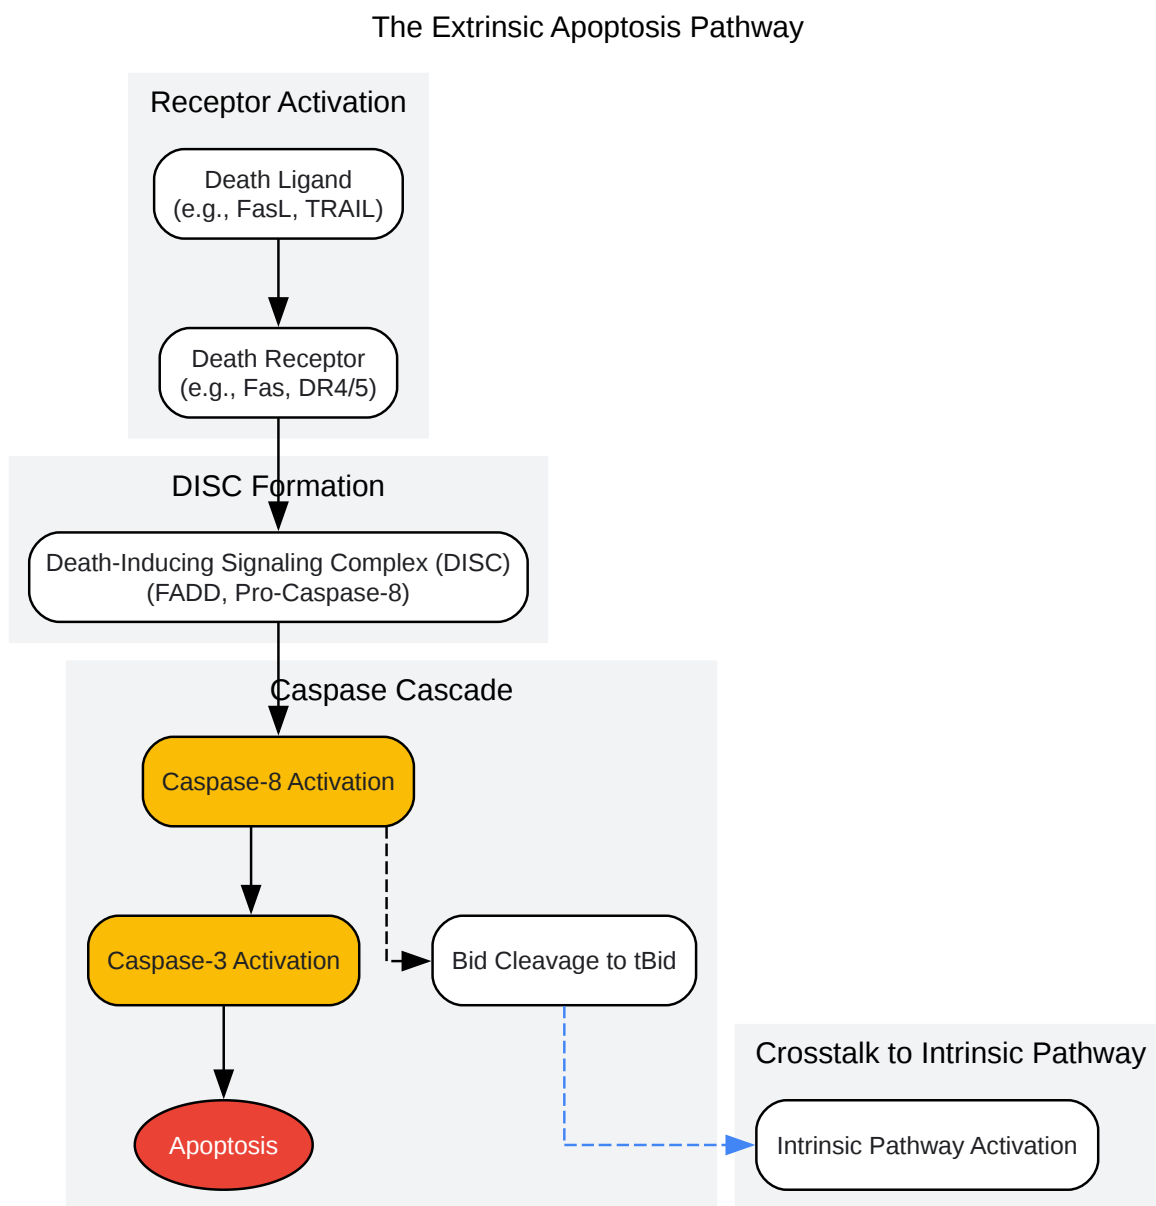 The Extrinsic Apoptosis Pathway
Receptor Activation
Death Ligand
(e.g., FasL, TRAIL)
Death Receptor
(e.g., Fas, DR4/5)
DISC Formation
Death-Inducing Signaling Complex (DISC)
(FADD, Pro-Caspase-8)
Caspase Cascade
Caspase-8 Activation
Caspase-3 Activation
Bid Cleavage to tBid
Crosstalk to Intrinsic Pathway
Apoptosis
Intrinsic Pathway Activation